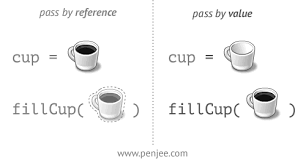 pass by reference
cup =
fillCup( )
pass by value
cup =
fillCup( )
www.penjee.com